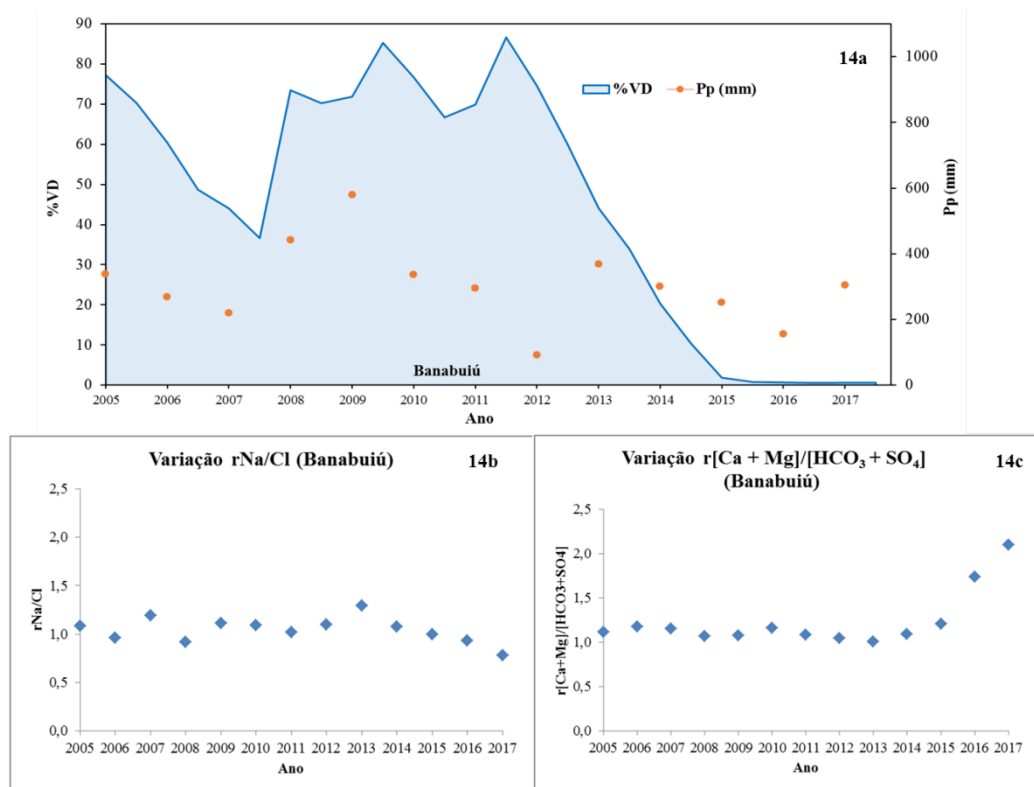 14a
%VD Pp (mm)
90
80
70
60
50
40
30
20
10
0
%VD
1000
800
600
400
200
0
Pp (mm)
Banabuiú
2005 2006 2007 2008 2009 2010 2011 2012 2013 2014 2015 2016 2017
Ano
Variação rNa/Cl (Banabuiú) 14b
2,5
2,0
1,5
1,0
0,5
0,0
rNa/Cl
2005 2006 2007 2008 2009 2010 2011 2012 2013 2014 2015 2016 2017
Ano
Variação r[Ca + Mg]/[HCO₃ + SO₄] 14c
(Banabuiú)
2,5
2,0
1,5
1,0
0,5
0,0
r[Ca+Mg]/[HCO3+SO4]
2005 2006 2007 2008 2009 2010 2011 2012 2013 2014 2015 2016 2017
Ano